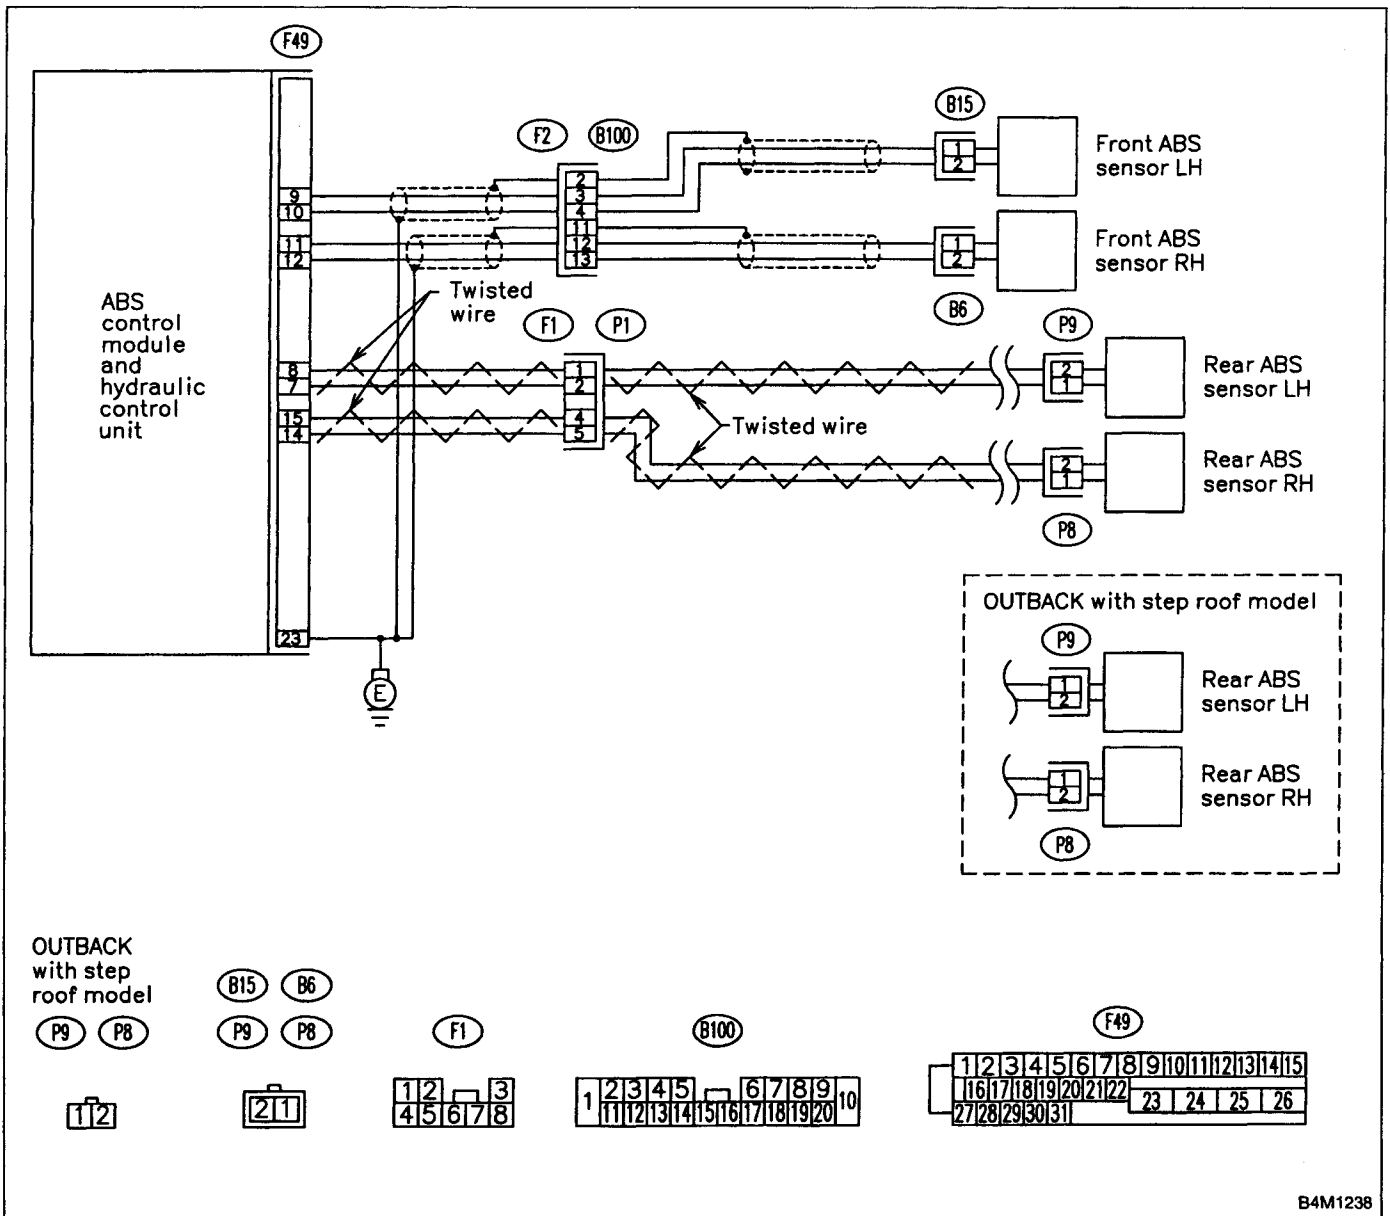 F49
B15
F2 B100
1
2
Front ABS
sensor LH
2
3
4
11
12
13
9
10
11
12
1
2
Front ABS
sensor RH
B6
ABS
control
module
and
hydraulic
control
unit
Twisted
wire
F1 P1
P9
8
7
15
14
1
2
4
5
2
1
Rear ABS
sensor LH
Twisted wire
2
1
Rear ABS
sensor RH
P8
23
E
OUTBACK with step roof model
P9
1
2
Rear ABS
sensor LH
1
2
Rear ABS
sensor RH
P8
OUTBACK
with step
roof model
P9 P8
1 2
B15 B6
P9 P8
2 1
F1
1 2 3
4 5 6 7 8
B100
1 2 3 4 5 6 7 8 9 10
11 12 13 14 15 16 17 18 19 20
F49
1 2 3 4 5 6 7 8 9 10 11 12 13 14 15
16 17 18 19 20 21 22 23 24 25 26
27 28 29 30 31
B4M1238